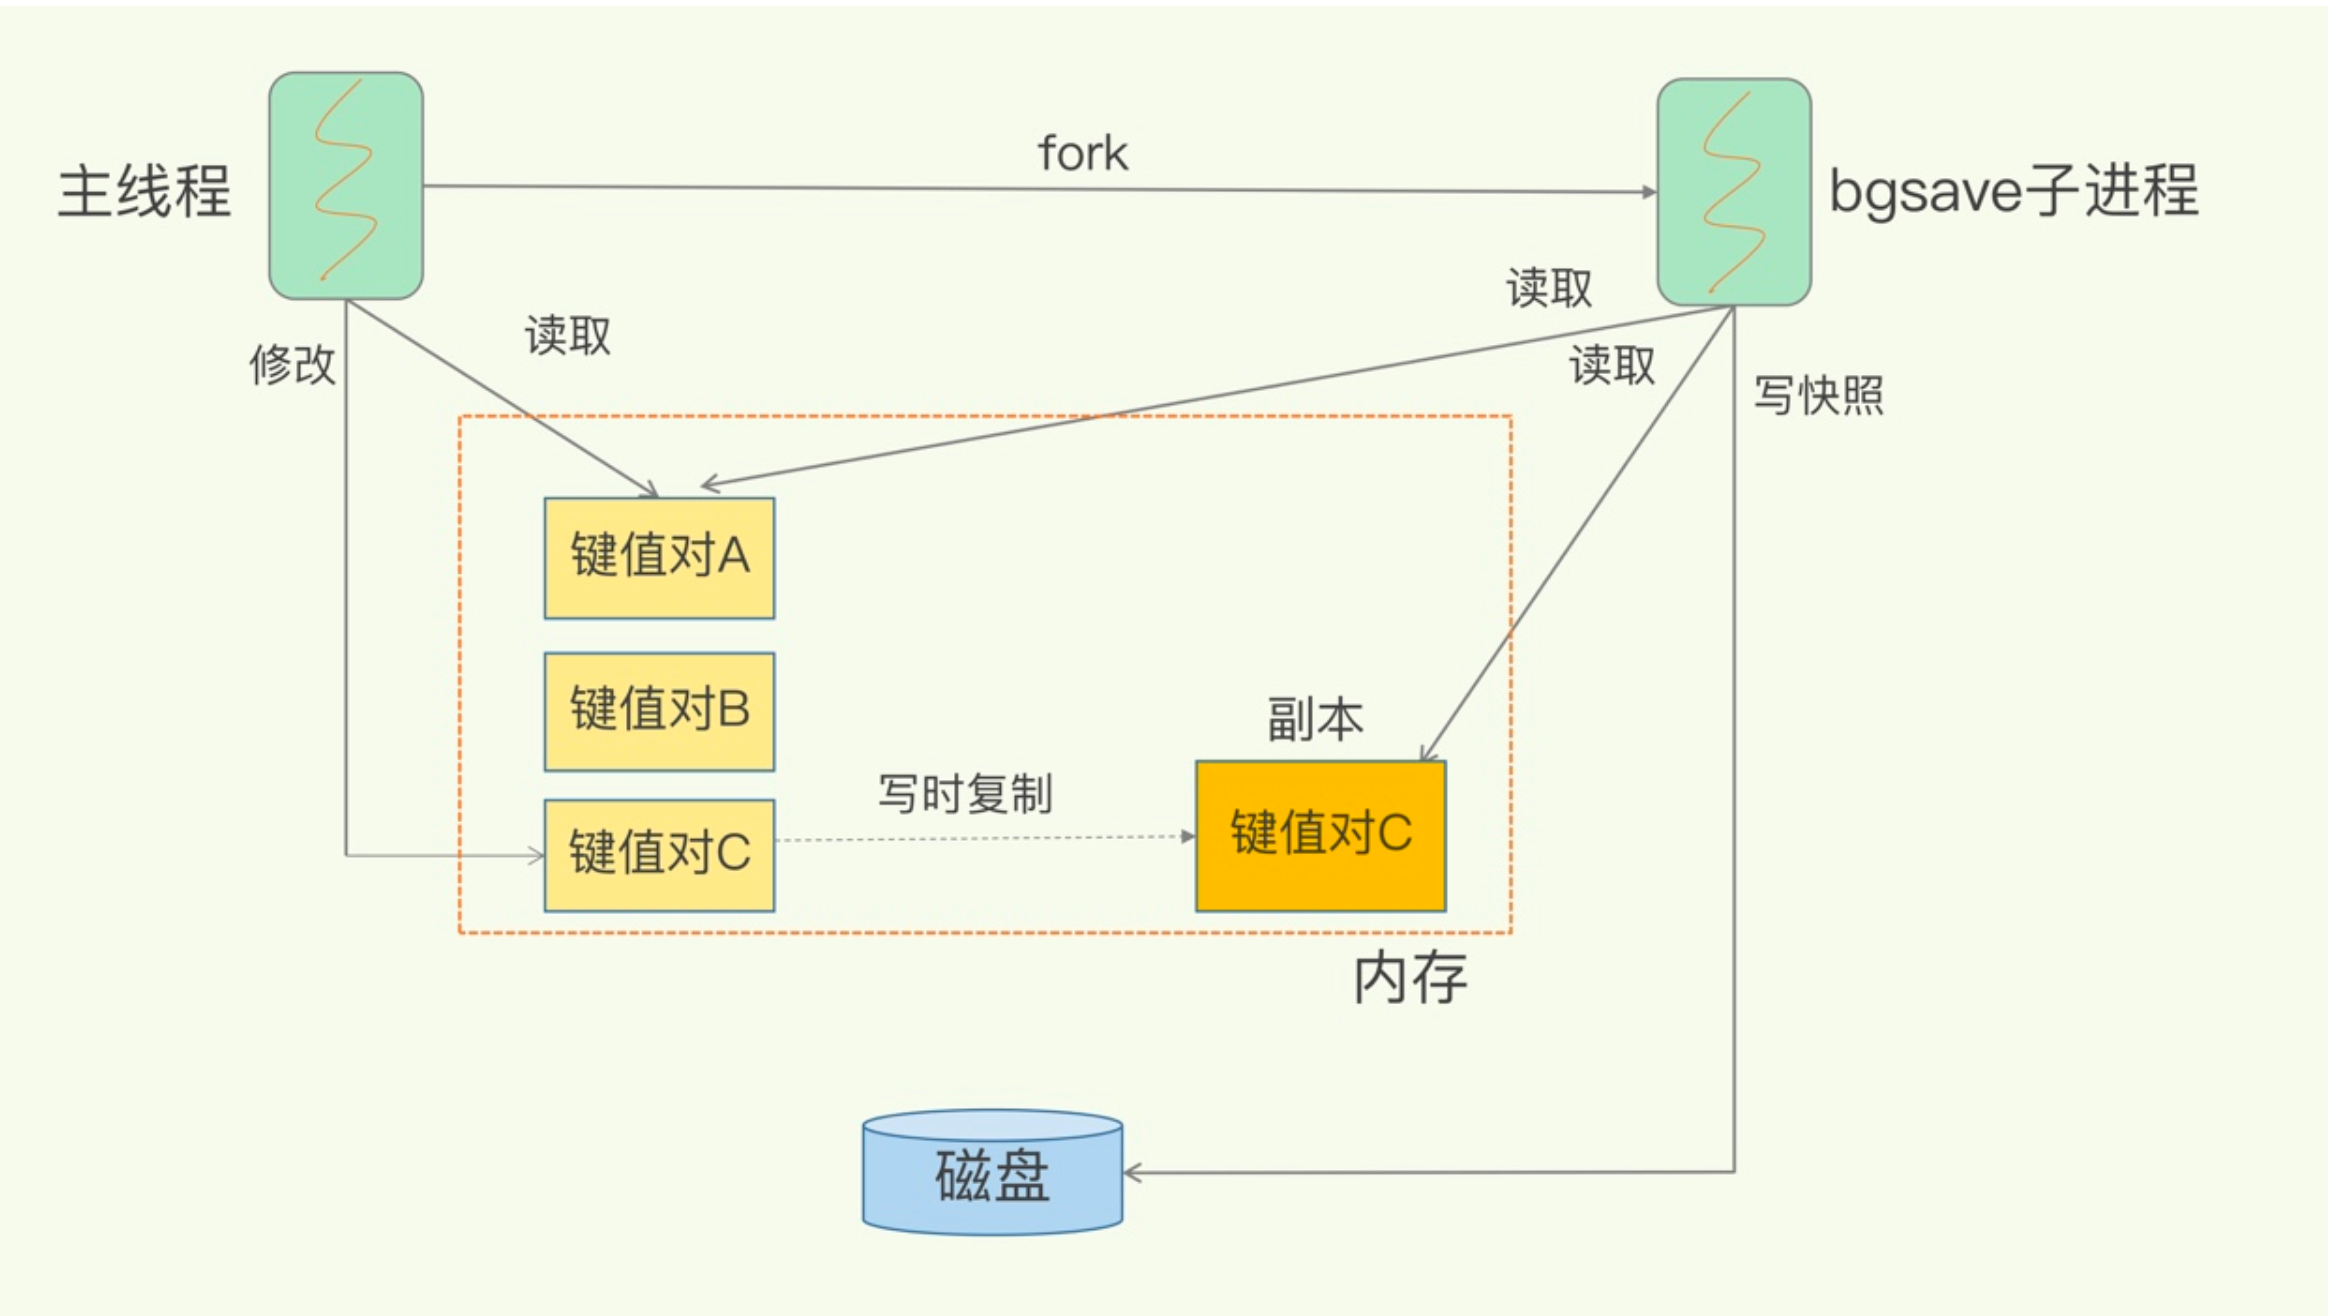 fork
主线程
bgsave子进程
读取
读取
修改
读取
写快照
键值对A
键值对B
副本
写时复制
键值对C
键值对C
内存
磁盘